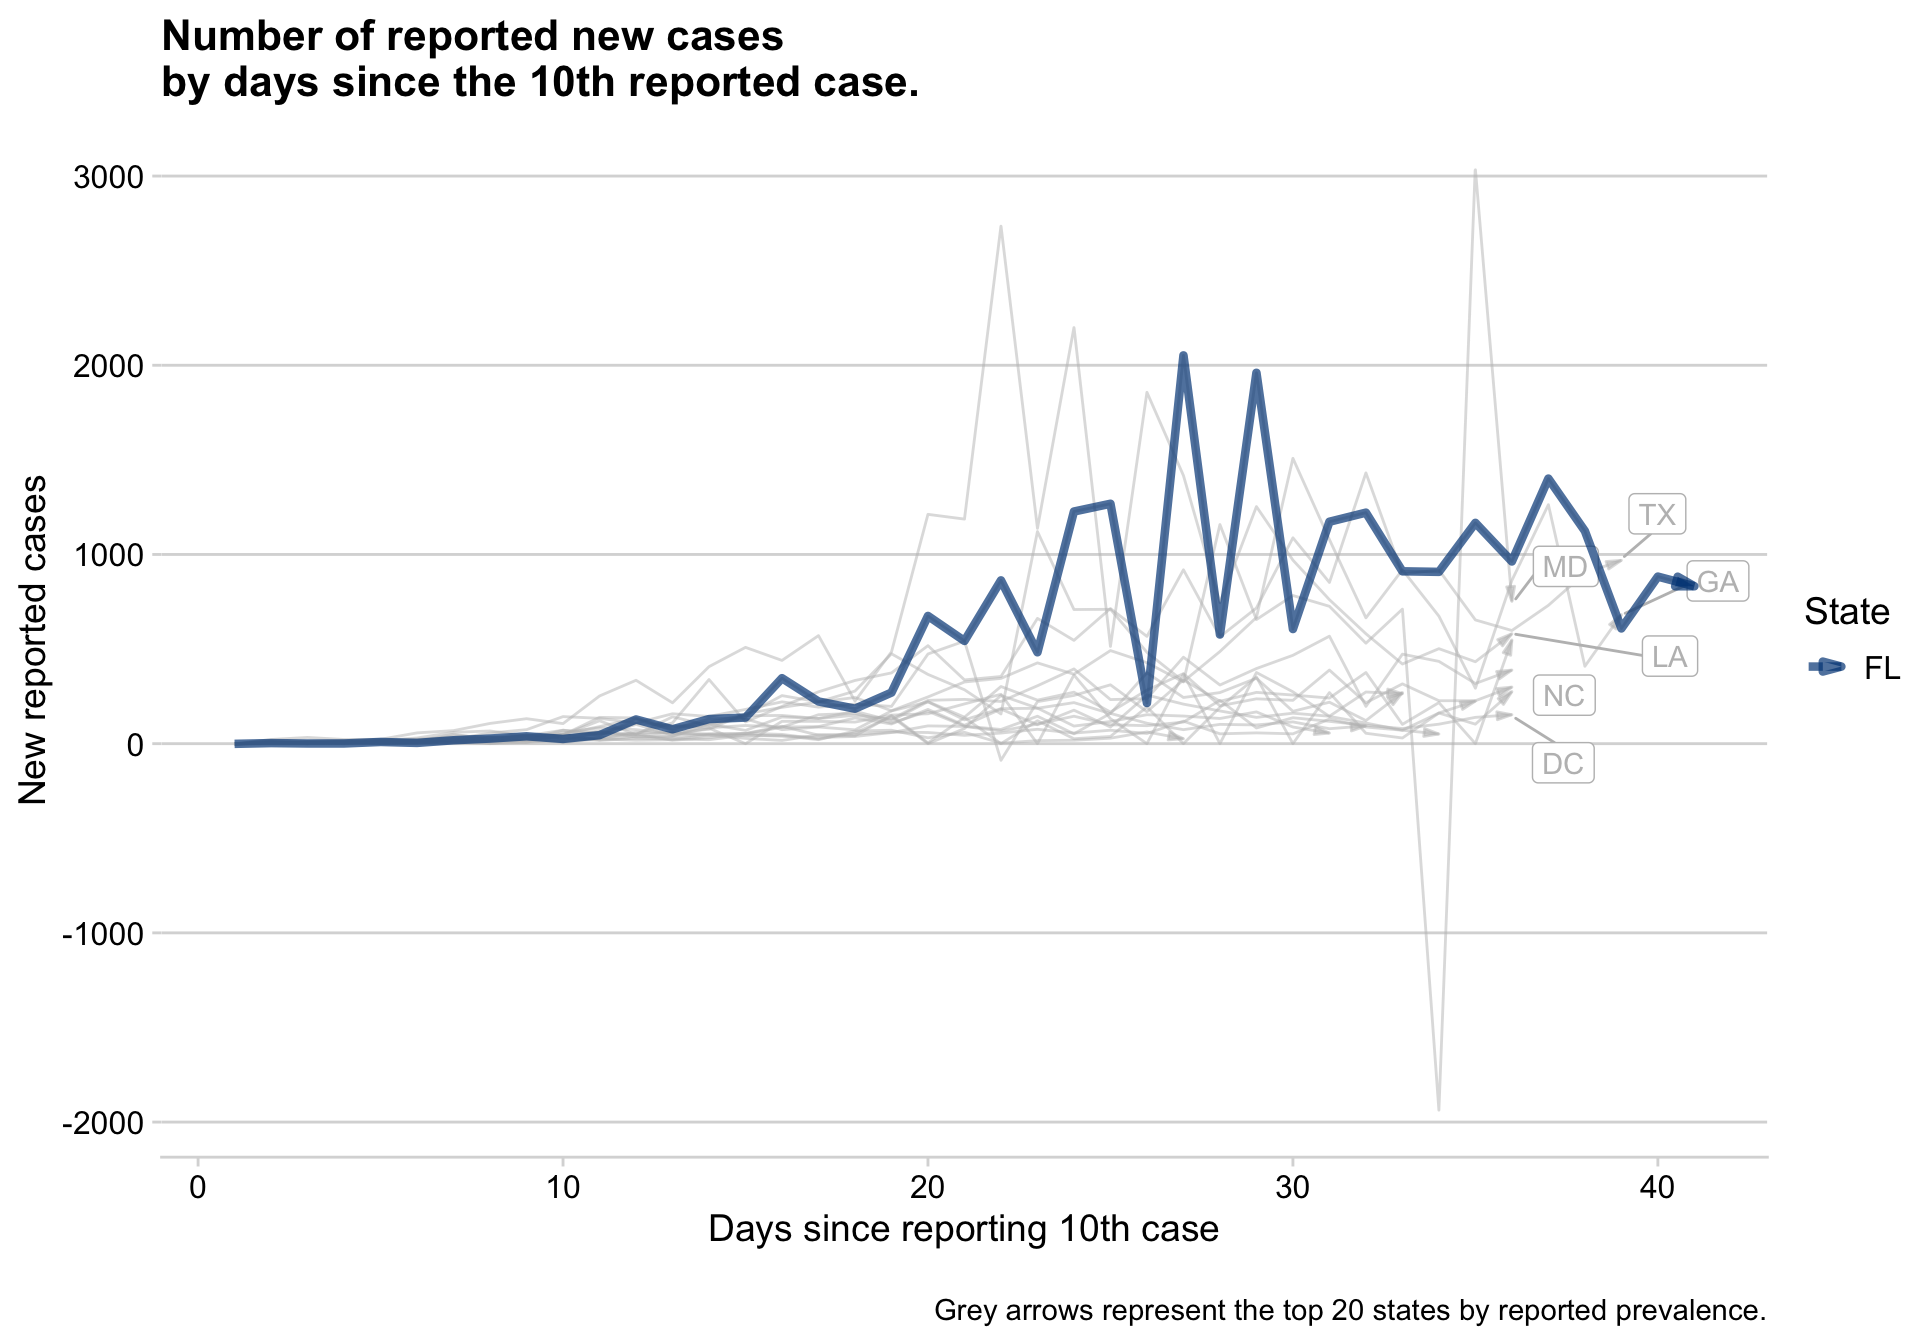 Number of reported new cases
by days since the 10th reported case.
3000
2000
1000
0
-1000
-2000
New reported cases
TX
MD
GA
LA
NC
DC
State
FL
0 10 20 30 40
Days since reporting 10th case
Grey arrows represent the top 20 states by reported prevalence.